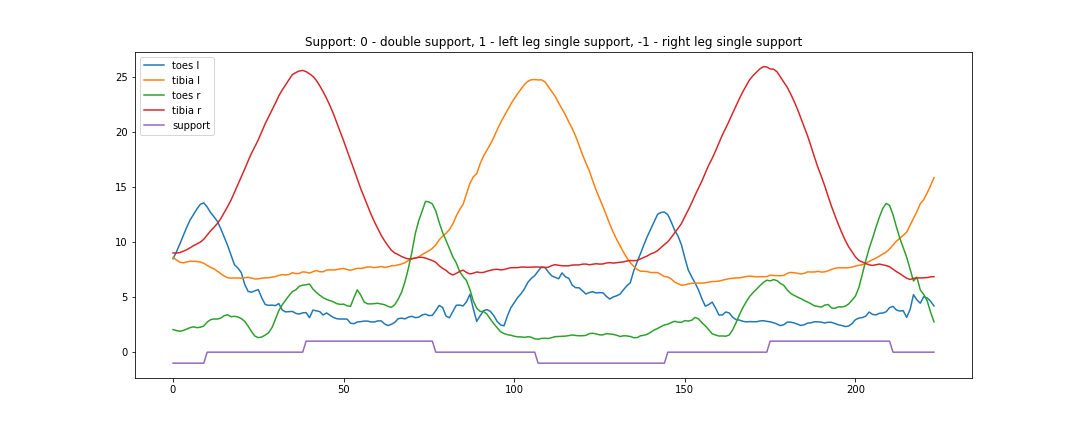 Support: 0 - double support, 1 - left leg single support, -1 - right leg single support
toes l
tibia l
toes r
tibia r
support
25
20
15
10
5
0
0 50 100 150 200